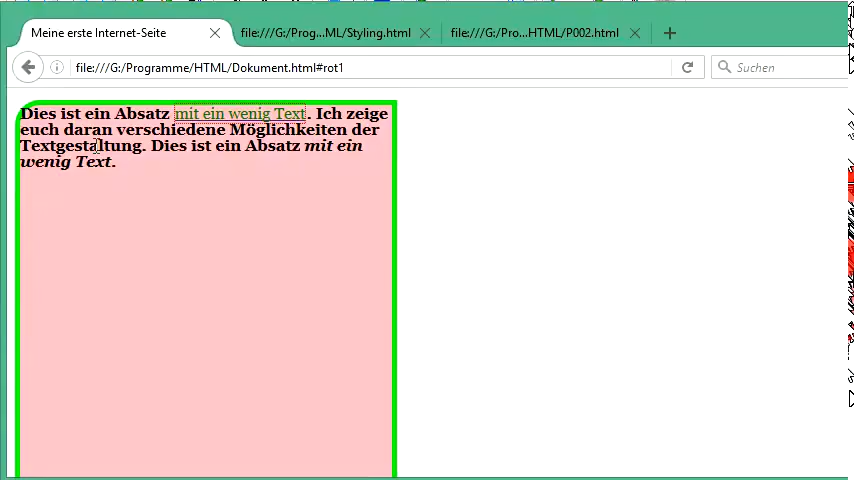 Meine erste Internet-Seite
file:///G:/Prog...ML/Styling.html
file:///G:/Pro...HTML/P002.html
file:///G:/Programme/HTML/Dokument.html#rot1
Suchen
Dies ist ein Absatz mit ein wenig Text. Ich zeige
euch daran verschiedene Möglichkeiten der
Textgestaltung. Dies ist ein Absatz mit ein
wenig Text.